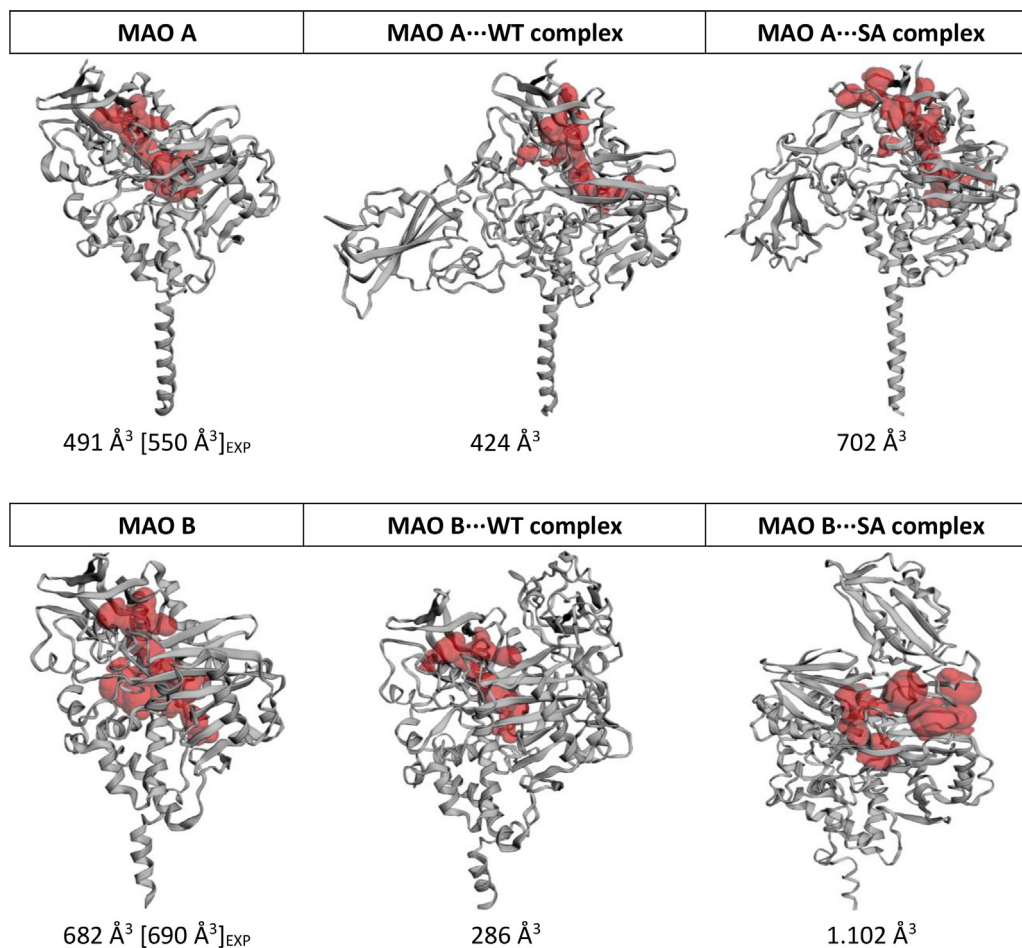 MAO A MAO A···WT complex MAO A···SA complex
491 Å³ [550 Å³]EXP 424 Å³ 702 Å³
MAO B MAO B···WT complex MAO B···SA complex
682 Å³ [690 Å³]EXP 286 Å³ 1.102 Å³